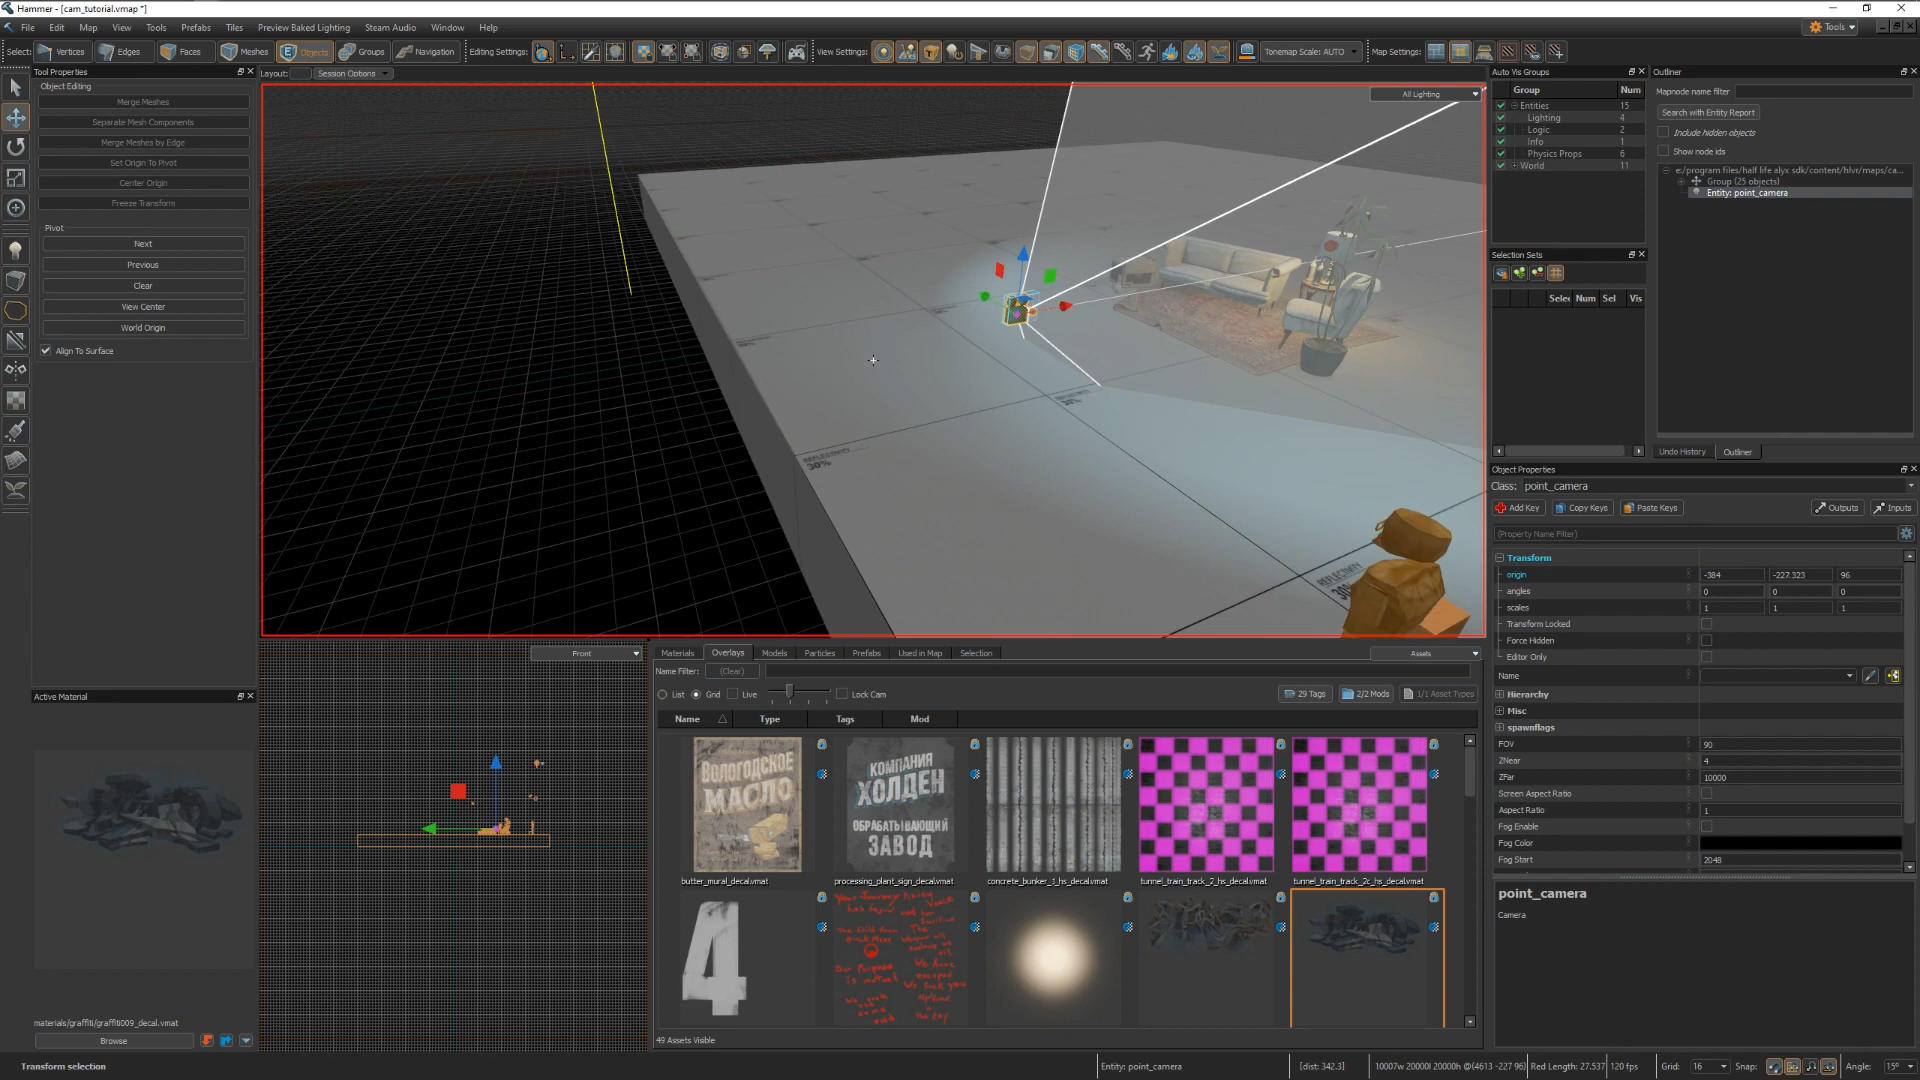 Hammer - [cam_tutorial.vmap *]
File Edit Map View Tools Prefabs Tiles Preview Baked Lighting Steam Audio Window Help
Tools
Select: Vertices Edges Faces Meshes Objects Groups Navigation Editing Settings: View Settings: Tonemap Scale: AUTO Map Settings:
Tool Properties
Object Editing
Merge Meshes
Separate Mesh Components
Merge Meshes by Edge
Set Origin To Pivot
Center Origin
Freeze Transform
Pivot
Next
Previous
Clear
View Center
World Origin
Align To Surface
Active Material
materials/graffiti/graffiti009_decal.vmat
Browse
Layout: Session Options
All Lighting
REFLECTIVITY
30%
REFLECTIVITY
30%
Front
Materials Overlays Models Particles Prefabs Used in Map Selection Assets
Name Filter: (Clear)
List Grid Live Lock Cam 29 Tags 2/2 Mods 1/1 Asset Types
Name Type Tags Mod
ВОЛОГОДСКОЕ
МАСЛО
КОМПАНИЯ
ХОЛДЕН
ОБРАБАТЫВАЮЩИЙ
ЗАВОД
butter_mural_decal.vmat processing_plant_sign_decal.vmat concrete_bunker_1_hs_decal.vmat tunnel_train_track_2_hs_decal.vmat tunnel_train_track_2c_hs_decal.vmat
4
49 Assets Visible
Auto Vis Groups
Group Num
Entities 15
Lighting 4
Logic 2
Info 1
Physics Props 6
World 11
Selection Sets
Selec Num Sel Vis
Outliner
Mapnode name filter
Search with Entity Report
Include hidden objects
Show node ids
e:/program files/half life alyx sdk/content/hlvr/maps/ca...
Group (25 objects)
Entity: point_camera
Undo History Outliner
Object Properties
Class: point_camera
Add Key Copy Keys Paste Keys Outputs Inputs
(Property Name Filter)
Transform
origin -384 -227.323 96
angles 0 0 0
scales 1 1 1
Transform Locked
Force Hidden
Editor Only
Name
Hierarchy
Misc
spawnflags
FOV 90
ZNear 4
ZFar 10000
Screen Aspect Ratio
Aspect Ratio 1
Fog Enable
Fog Color
Fog Start 2048
point_camera
Camera
Transform selection
Entity: point_camera
[dist: 342.3]
10007w 20000l 20000h @(4613 -227 96)
Red Length: 27.537
120 fps
Grid: 16 Snap: Angle: 15°